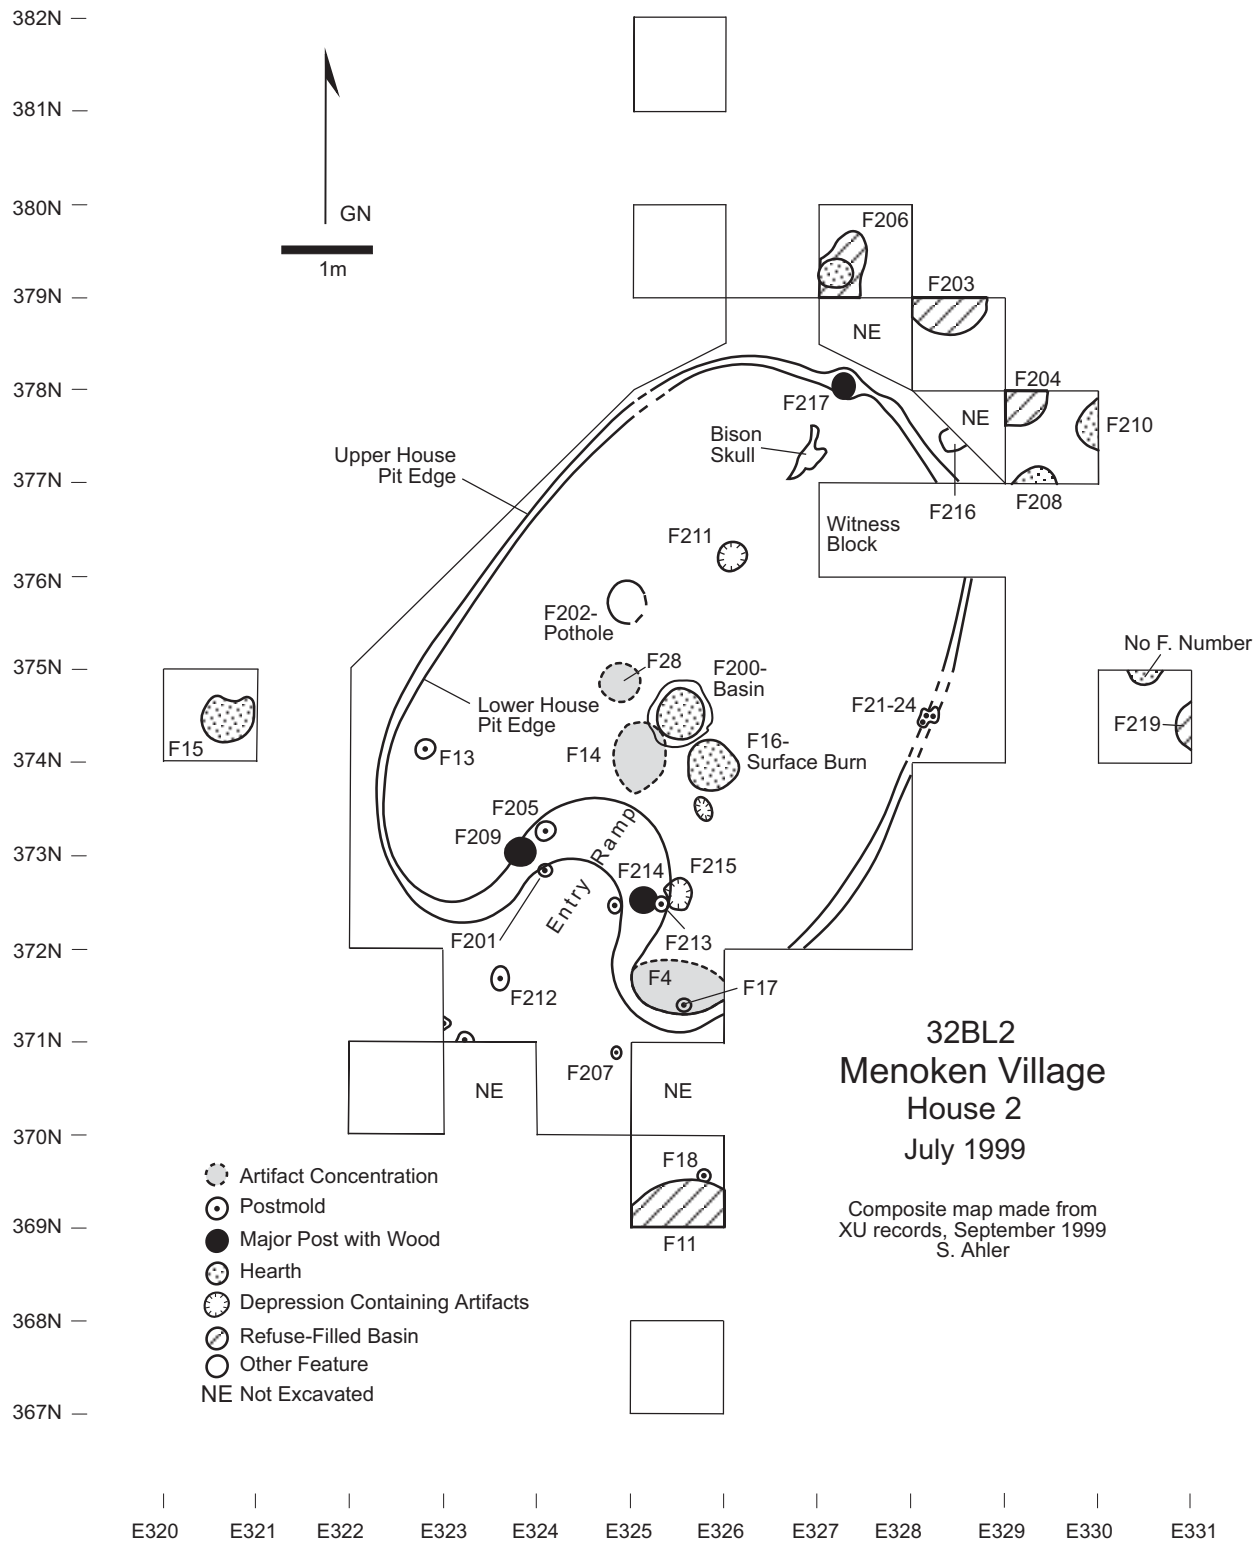 382N
381N
380N
379N
378N
377N
376N
375N
374N
373N
372N
371N
370N
369N
368N
367N
GN
1m
F206
F203
NE
F204
F217
NE
F210
Bison
Skull
Upper House
Pit Edge
F216
F208
Witness
Block
F211
F202-
Pothole
No F. Number
F28
F200-
Basin
Lower House
Pit Edge
F21-24
F219
F15
F13
F14
F16-
Surface Burn
F205
F209
Entry Ramp
F214
F215
F201
F213
F4
F17
F212
F207
NE
NE
F18
F11
32BL2
Menoken Village
House 2
July 1999
Composite map made from
XU records, September 1999
S. Ahler
Artifact Concentration
Postmold
Major Post with Wood
Hearth
Depression Containing Artifacts
Refuse-Filled Basin
Other Feature
NE Not Excavated
E320
E321
E322
E323
E324
E325
E326
E327
E328
E329
E330
E331